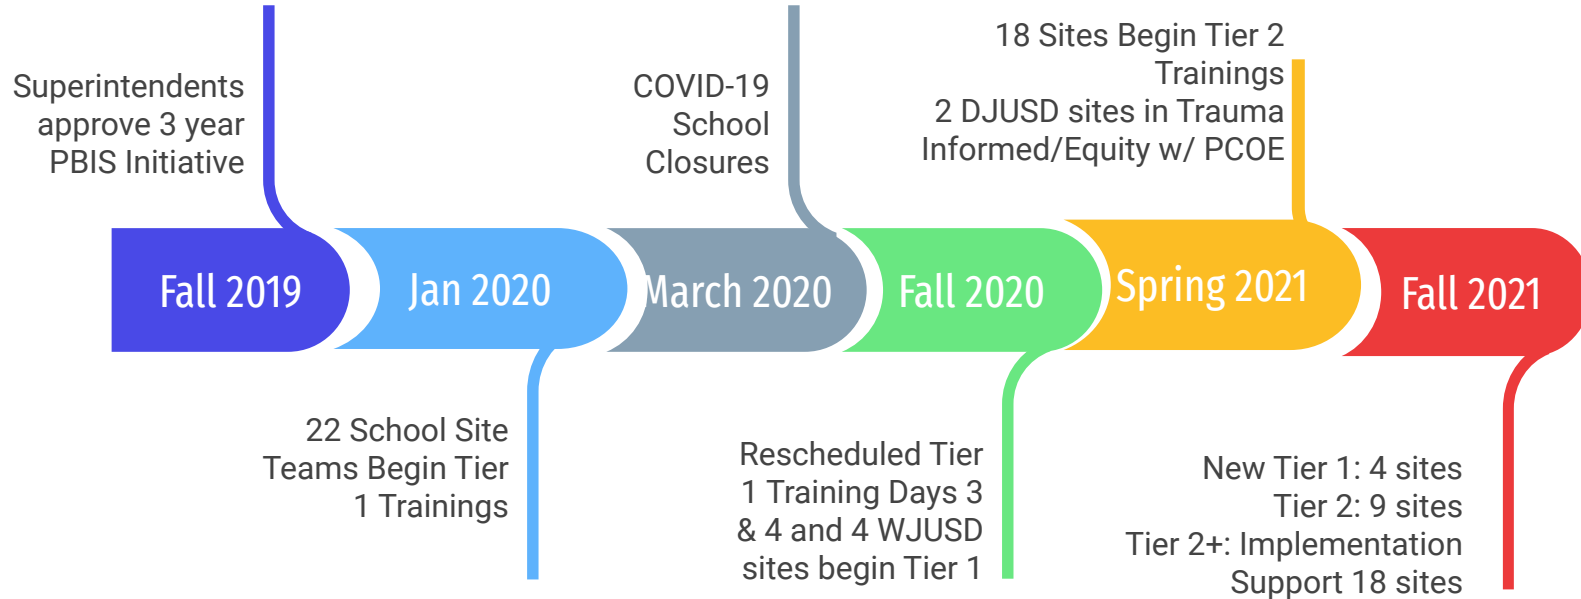 Superintendents
approve 3 year
PBIS Initiative
COVID-19
School
Closures
18 Sites Begin Tier 2
Trainings
2 DJUSD sites in Trauma
Informed/Equity w/ PCOE
Fall 2019
Jan 2020
March 2020
Fall 2020
Spring 2021
Fall 2021
22 School Site
Teams Begin Tier
1 Trainings
Rescheduled Tier
1 Training Days 3
& 4 and 4 WJUSD
sites begin Tier 1
New Tier 1: 4 sites
Tier 2: 9 sites
Tier 2+: Implementation
Support 18 sites